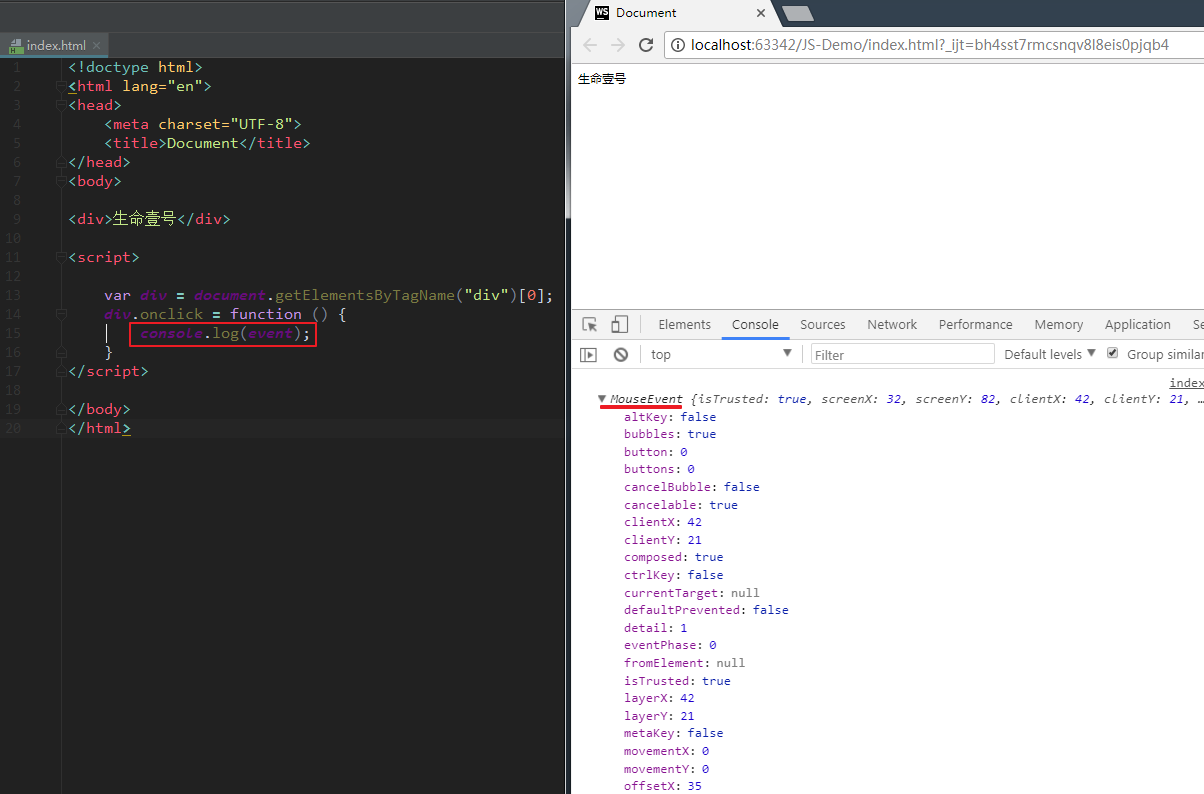 index.html
1 <!doctype html>
2 <html lang="en">
3 <head>
4 <meta charset="UTF-8">
5 <title>Document</title>
6 </head>
7 <body>
8
9 <div>生命壹号</div>
10
11 <script>
12
13 var div = document.getElementsByTagName("div")[0];
14 div.onclick = function () {
15 console.log(event);
16 }
17 </script>
18
19 </body>
20 </html>
WS Document
localhost:63342/JS-Demo/index.html?_ijt=bh4sst7rmcsnqv8l8eis0pjqb4
生命壹号
Elements Console Sources Network Performance Memory Application Se
top Filter Default levels Group similar
index
MouseEvent {isTrusted: true, screenX: 32, screenY: 82, clientX: 42, clientY: 21, …
altKey: false
bubbles: true
button: 0
buttons: 0
cancelBubble: false
cancelable: true
clientX: 42
clientY: 21
composed: true
ctrlKey: false
currentTarget: null
defaultPrevented: false
detail: 1
eventPhase: 0
fromElement: null
isTrusted: true
layerX: 42
layerY: 21
metaKey: false
movementX: 0
movementY: 0
offsetX: 35